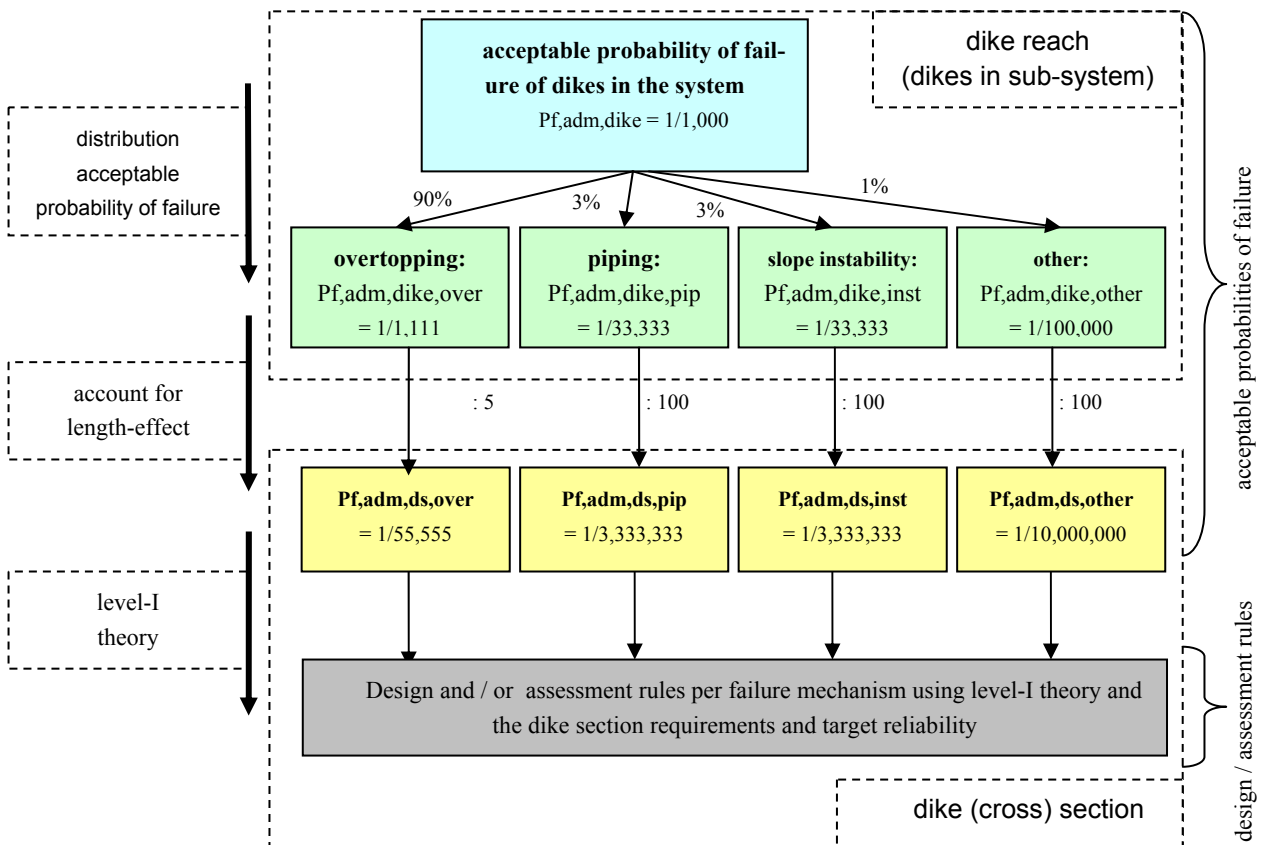 acceptable probability of fail-
ure of dikes in the system
Pf,adm,dike = 1/1,000
dike reach
(dikes in sub-system)
distribution
acceptable
probability of failure
90%
3%
3%
1%
overtopping:
Pf,adm,dike,over
= 1/1,111
piping:
Pf,adm,dike,pip
= 1/33,333
slope instability:
Pf,adm,dike,inst
= 1/33,333
other:
Pf,adm,dike,other
= 1/100,000
acceptable probabilities of failure
account for
length-effect
: 5
: 100
: 100
: 100
Pf,adm,ds,over
= 1/55,555
Pf,adm,ds,pip
= 1/3,333,333
Pf,adm,ds,inst
= 1/3,333,333
Pf,adm,ds,other
= 1/10,000,000
level-I
theory
Design and / or assessment rules per failure mechanism using level-I theory and
the dike section requirements and target reliability
design / assessment rules
dike (cross) section